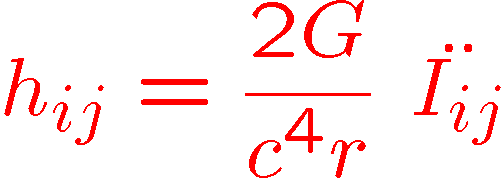 h_{ij} = \frac{2G}{c^4 r} \ddot{I}_{ij}